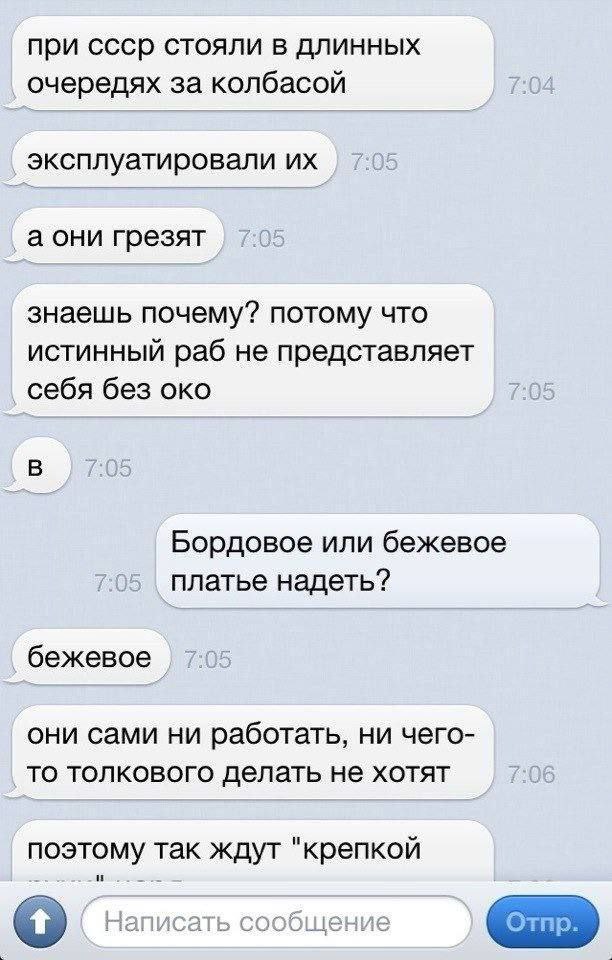 при ссср стояли в длинных
очередях за колбасой
7:04
эксплуатировали их
7:05
а они грезят
7:05
знаешь почему? потому что
истинный раб не представляет
себя без око
7:05
в
7:05
Бордовое или бежевое
платье надеть?
7:05
бежевое
7:05
они сами ни работать, ни чего-
то толкового делать не хотят
7:06
поэтому так ждут "крепкой
Написать сообщение
Отпр.